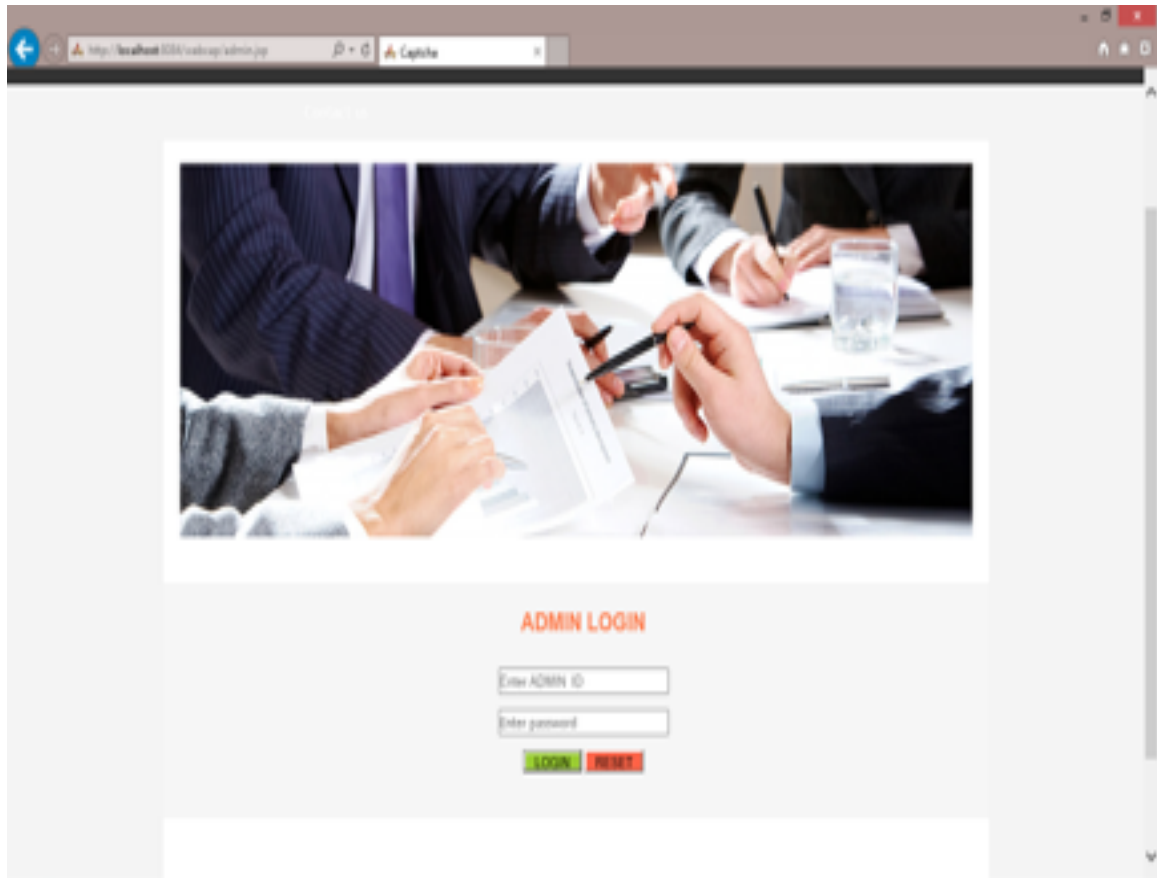 Captcha
ADMIN LOGIN
Enter ADMIN ID
Enter password
LOGIN RESET